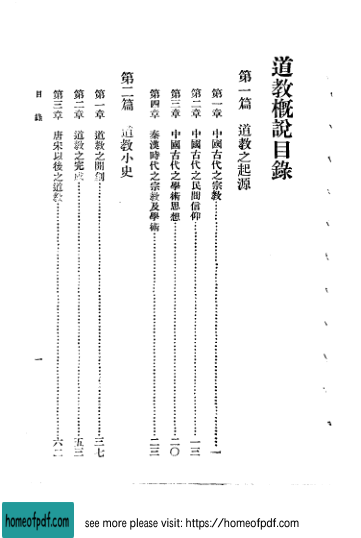 道教概說目錄
第一篇 道教之起源
第一章 中國古代之宗教……一
第二章 中國古代之民間信仰……一三
第三章 中國古代之學術思想……二〇
第四章 秦漢時代之宗教及學術……二三
第二篇 道教小史
第一章 道教之開創……三七
第二章 道教之完成……五三
第三章 唐宋以後之道教……六二
目錄 一
homeofpdf.com
see more please visit: https://homeofpdf.com